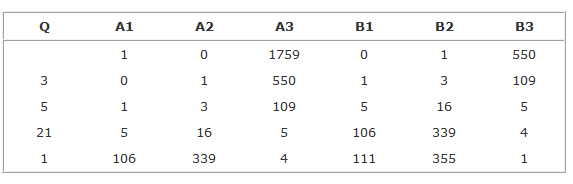 Q A1 A2 A3 B1 B2 B3
1 0 1759 0 1 550
3 0 1 550 1 3 109
5 1 3 109 5 16 5
21 5 16 5 106 339 4
1 106 339 4 111 355 1